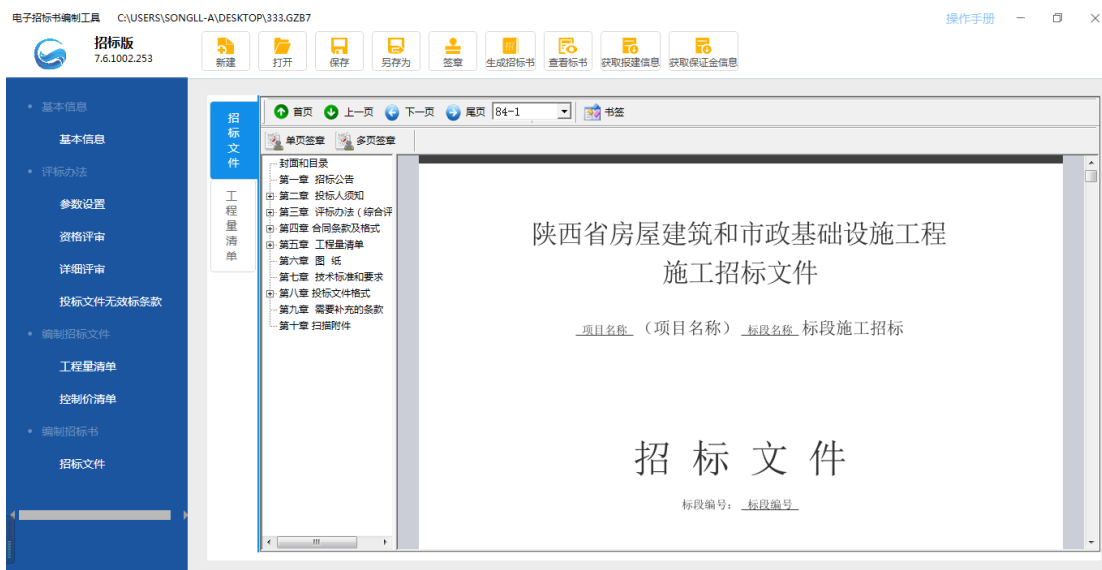 电子招标书编制工具 C:\USERS\SONGLL-A\DESKTOP\333.GZB7 操作手册
招标版
7.6.1002.253
新建 打开 保存 另存为 签章 生成招标书 查看标书 获取报建信息 获取保证金信息
基本信息
基本信息
评标办法
参数设置
资格评审
详细评审
投标文件无效标条款
编制招标文件
工程量清单
控制价清单
编制招标书
招标文件
招标文件
工程量清单
首页 上一页 下一页 尾页 84-1 书签
单页签章 多页签章
封面和目录
第一章 招标公告
第二章 投标人须知
第三章 评标办法(综合评
第四章 合同条款及格式
第五章 工程量清单
第六章 图 纸
第七章 技术标准和要求
第八章 投标文件格式
第九章 需要补充的条款
第十章 扫描附件
陕西省房屋建筑和市政基础设施工程
施工招标文件
项目名称 (项目名称) 标段名称 标段施工招标
招 标 文 件
标段编号: 标段编号